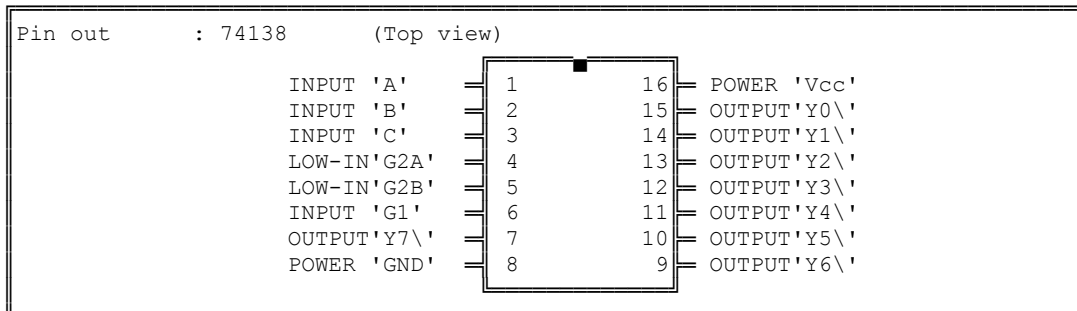 Pin out : 74138 (Top view)
INPUT 'A' 1 16 POWER 'Vcc'
INPUT 'B' 2 15 OUTPUT'Y0\'
INPUT 'C' 3 14 OUTPUT'Y1\'
LOW-IN'G2A' 4 13 OUTPUT'Y2\'
LOW-IN'G2B' 5 12 OUTPUT'Y3\'
INPUT 'G1' 6 11 OUTPUT'Y4\'
OUTPUT'Y7\' 7 10 OUTPUT'Y5\'
POWER 'GND' 8 9 OUTPUT'Y6\'